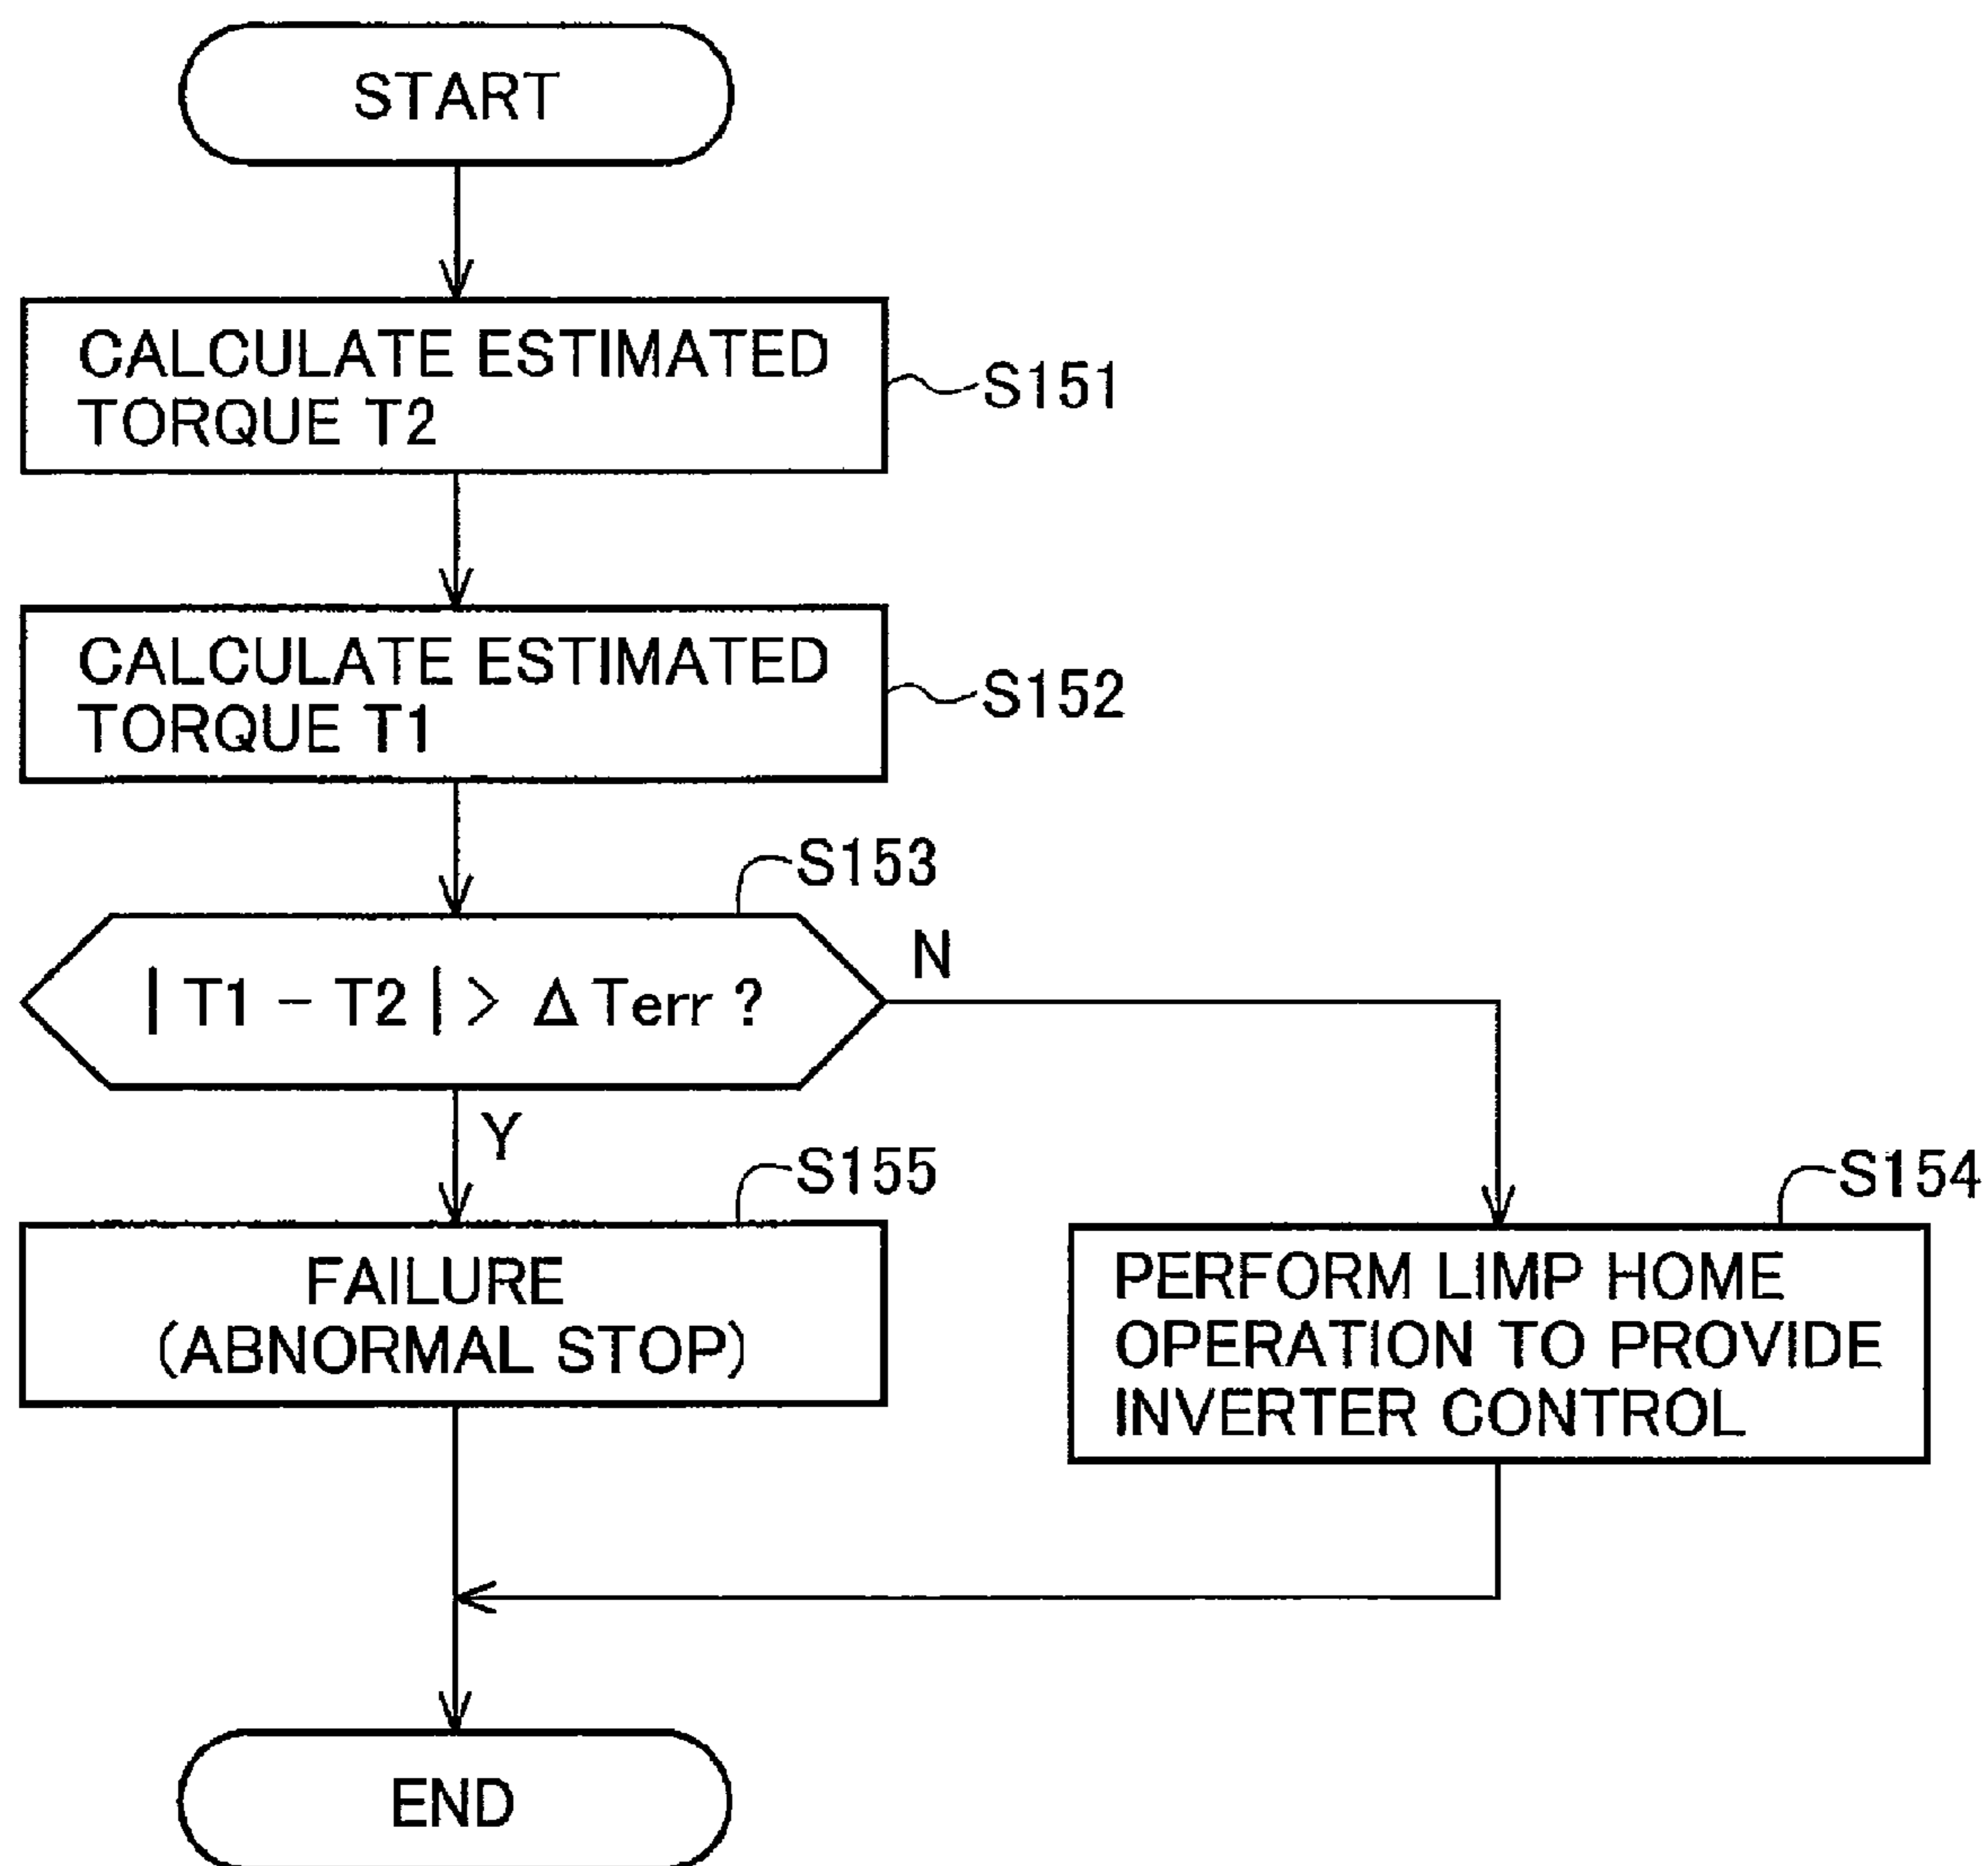 START
CALCULATE ESTIMATED
TORQUE T2
S151
CALCULATE ESTIMATED
TORQUE T1
S152
S153
| T1 - T2 | > Δ Terr ?
N
Y
S155
FAILURE
(ABNORMAL STOP)
S154
PERFORM LIMP HOME
OPERATION TO PROVIDE
INVERTER CONTROL
END